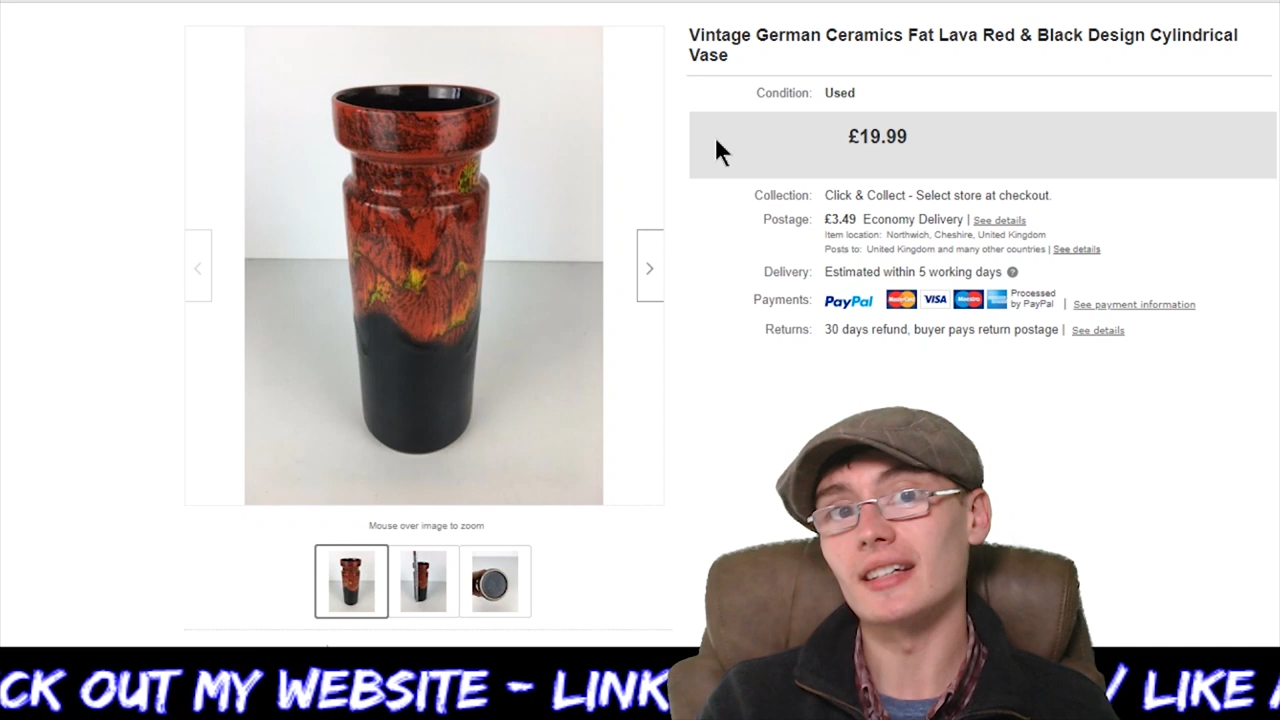 Vintage German Ceramics Fat Lava Red & Black Design Cylindrical
Vase
Condition: Used
£19.99
Collection: Click & Collect - Select store at checkout.
Postage: £3.49 Economy Delivery | See details
Item location: Northwich, Cheshire, United Kingdom
Posts to: United Kingdom and many other countries | See details
Delivery: Estimated within 5 working days ?
Payments: PayPal MasterCard VISA Maestro Processed by PayPal | See payment information
Returns: 30 days refund, buyer pays return postage | See details
Mouse over image to zoom
CK OUT MY WEBSITE - LINK
/ LIKE A